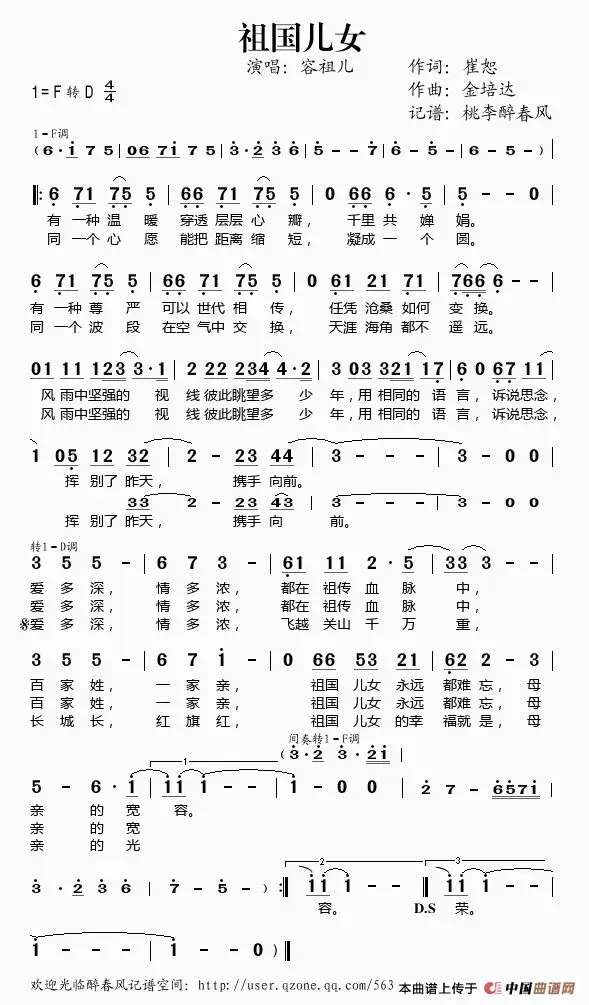 祖国儿女
演唱：容祖儿
作词：崔恕
1=F 转 D 4/4
作曲：金培达
记谱：桃李醉春风
1=F调
(6·i 7 5 | 06 7i 7 5 | 3·2 3 6 | 5 - - 7 | 6 - 5 - | 6 - 5 - )
6 71 75 5 | 66 71 75 5 | 0 66 6·5 | 5 - - 0 |
有一种温暖 穿透层层心瓣， 千里共婵娟。
同一个心愿 能把距离缩短， 凝成一个圆。
6 71 75 5 | 66 71 75 5 | 0 61 21 71 | 766 6 - - |
有一种尊严 可以世代相传， 任凭沧桑如何变换。
同一个波段 在空气中交换， 天涯海角都不遥远。
01 11 123 3·1 | 2 22 234 4·2 | 3 03 321 17 | 6 0 67 11 |
风雨中坚强的视线彼此眺望多少年，用相同的语言，诉说思念，
风雨中坚强的视线彼此眺望多少年，用相同的语言，诉说思念，
1 05 12 32 | 2 - 23 44 | 3 - - - | 3 - 0 0 |
挥别了昨天， 携手向前。
33 2 - 23 43 | 3 - - - | 3 - 0 0
挥别了昨天， 携手向前。
转1=D调
3 5 5 - | 6 7 3 - | 61 11 2·5 | 33 3 - - |
爱多深， 情多浓， 都在祖传血脉中，
爱多深， 情多浓， 都在祖传血脉中，
爱多深， 情多浓， 飞越关山千万重，
3 5 5 - | 6 7 i - | 0 66 53 21 | 62 2 - 3 |
百家姓， 一家亲， 祖国儿女永远都难忘，母
百家姓， 一家亲， 祖国儿女永远都难忘，母
长城长， 红旗红， 祖国儿女的幸福就是，母
间奏转1=F调
(3·2 3·2i |
5 - 6·1 | 11 1 - - | 1 - 0 0 | 2 7 - 657i |
亲的宽容。
亲的宽
亲的光
3·2 3 6 | 7 - 5 - ) :‖ 11 1 - - ‖ 11 1 - - |
容。 D.S 荣。
1 - - - | 1 - - 0 ‖
欢迎光临醉春风记谱空间：http://user.qzone.qq.com/563
本曲谱上传于 中国曲谱网